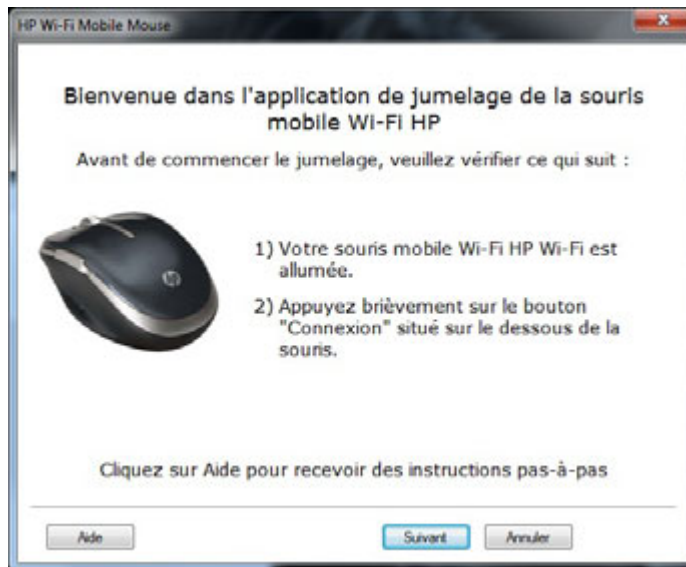 HP Wi-Fi Mobile Mouse
Bienvenue dans l'application de jumelage de la souris
mobile Wi-Fi HP
Avant de commencer le jumelage, veuillez vérifier ce qui suit :
1) Votre souris mobile Wi-Fi HP Wi-Fi est
allumée.
2) Appuyez brièvement sur le bouton
"Connexion" situé sur le dessous de la
souris.
Cliquez sur Aide pour recevoir des instructions pas-à-pas
Aide
Suivant
Annuler